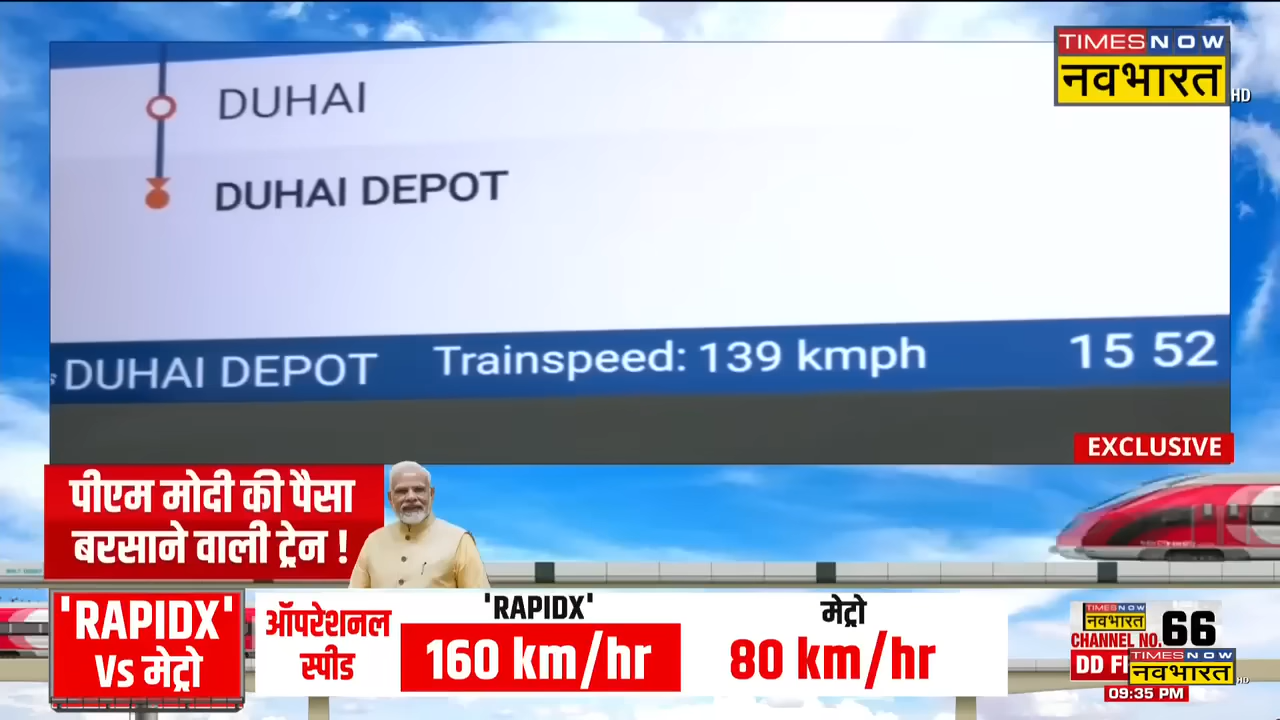 TIMES NOW
नवभारत
HD
DUHAI
DUHAI DEPOT
DUHAI DEPOT Trainspeed: 139 kmph 15 52
EXCLUSIVE
पीएम मोदी की पैसा
बरसाने वाली ट्रेन !
'RAPIDX'
Vs मेट्रो
ऑपरेशनल
स्पीड
'RAPIDX'
160 km/hr
मेट्रो
80 km/hr
TIMES NOW
नवभारत
CHANNEL NO. 66
DD
TIMES NOW
नवभारत
HD
09:35 PM